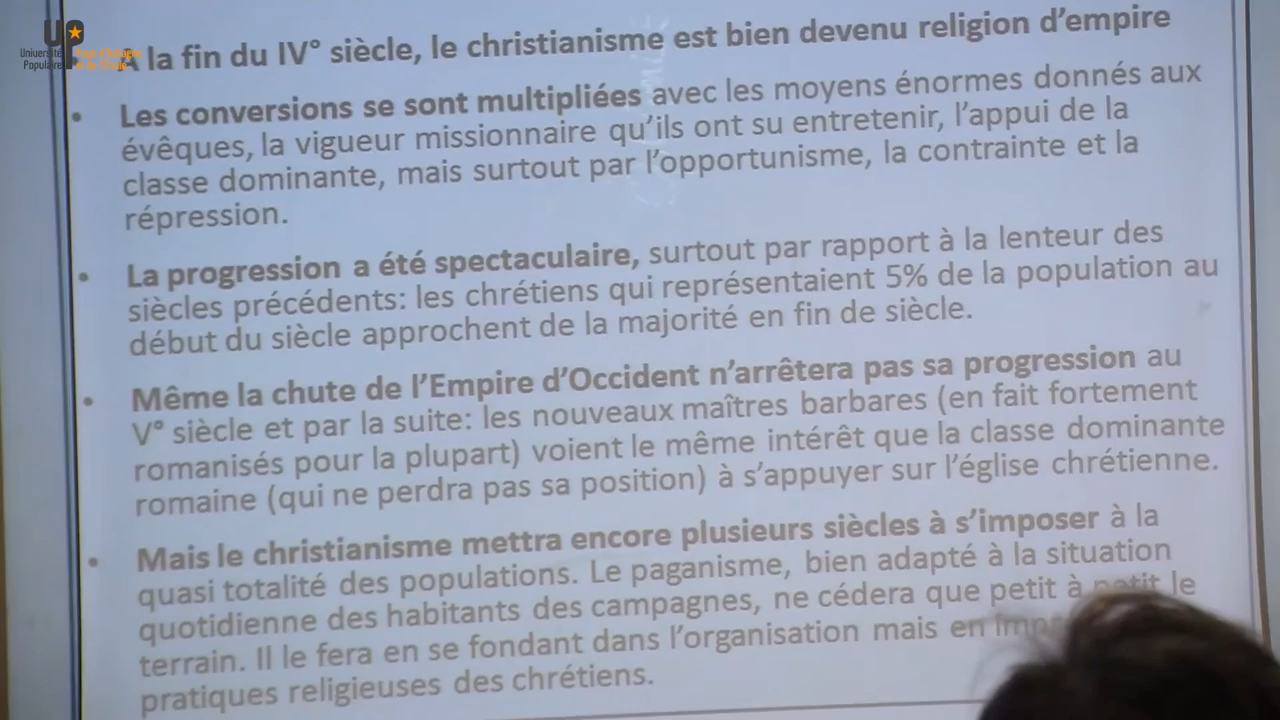 UP
Université
Populaire
A la fin du IV° siècle, le christianisme est bien devenu religion d'empire
• Les conversions se sont multipliées avec les moyens énormes donnés aux
évêques, la vigueur missionnaire qu'ils ont su entretenir, l'appui de la
classe dominante, mais surtout par l'opportunisme, la contrainte et la
répression.
• La progression a été spectaculaire, surtout par rapport à la lenteur des
siècles précédents: les chrétiens qui représentaient 5% de la population au
début du siècle approchent de la majorité en fin de siècle.
• Même la chute de l'Empire d'Occident n'arrêtera pas sa progression au
V° siècle et par la suite: les nouveaux maîtres barbares (en fait fortement
romanisés pour la plupart) voient le même intérêt que la classe dominante
romaine (qui ne perdra pas sa position) à s'appuyer sur l'église chrétienne.
• Mais le christianisme mettra encore plusieurs siècles à s'imposer à la
quasi totalité des populations. Le paganisme, bien adapté à la situation
quotidienne des habitants des campagnes, ne cédera que petit à petit le
terrain. Il le fera en se fondant dans l'organisation mais en
pratiques religieuses des chrétiens.